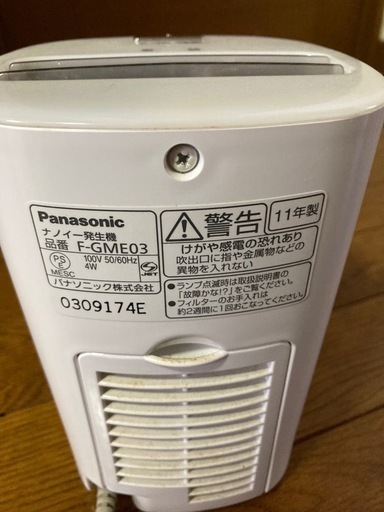 Panasonic
ナノイー発生機
品番 F-GME03
PS
E
MESC
100V 50/60Hz
4W
JET
パナソニック株式会社
0309174E
警告
11年製
けがや感電の恐れあり
吹出口に指や金属物などの
異物を入れない
●ランプ点滅時は取扱説明書の
「故障かな!?」をご覧ください。
●フィルターのお手入れは
約2週間に1回おこなってください